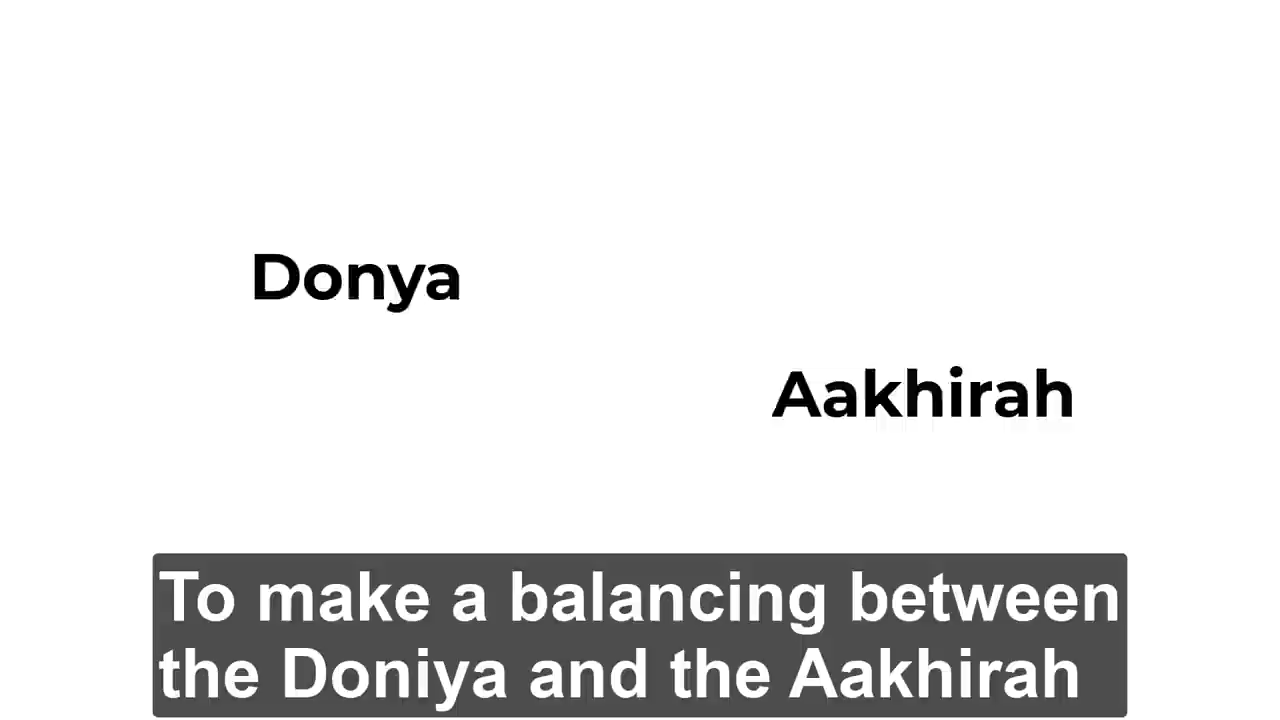 Donya
Aakhirah
To make a balancing between
the Doniya and the Aakhirah